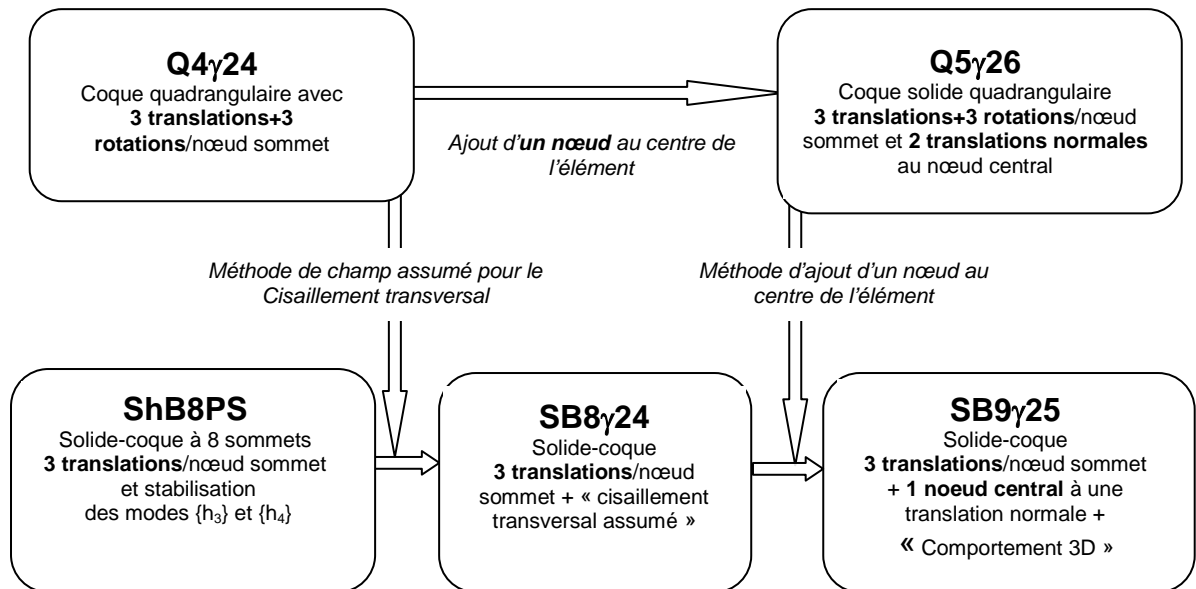 Q4γ24
Coque quadrangulaire avec
3 translations+3
rotations/nœud sommet
Ajout d'un nœud au centre de
l'élément
Q5γ26
Coque solide quadrangulaire
3 translations+3 rotations/nœud
sommet et 2 translations normales
au nœud central
Méthode de champ assumé pour le
Cisaillement transversal
Méthode d'ajout d'un nœud au
centre de l'élément
ShB8PS
Solide-coque à 8 sommets
3 translations/nœud sommet
et stabilisation
des modes {h₃} et {h₄}
SB8γ24
Solide-coque
3 translations/nœud
sommet + « cisaillement
transversal assumé »
SB9γ25
Solide-coque
3 translations/nœud sommet
+ 1 noeud central à une
translation normale +
« Comportement 3D »